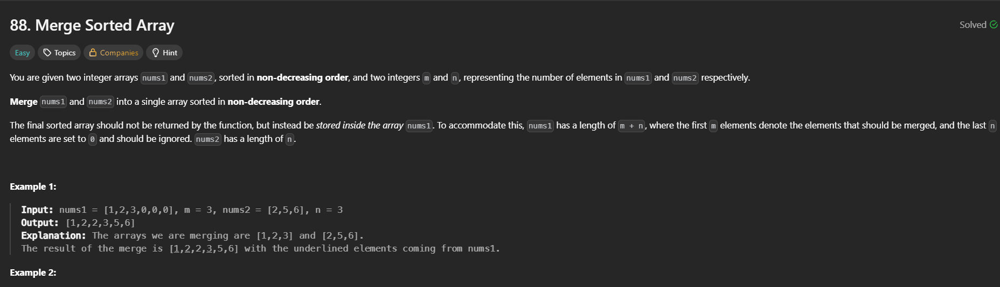 88. Merge Sorted Array
Solved
Easy Topics Companies Hint
You are given two integer arrays nums1 and nums2, sorted in non-decreasing order, and two integers m and n, representing the number of elements in nums1 and nums2 respectively.
Merge nums1 and nums2 into a single array sorted in non-decreasing order.
The final sorted array should not be returned by the function, but instead be stored inside the array nums1. To accommodate this, nums1 has a length of m + n, where the first m elements denote the elements that should be merged, and the last n
elements are set to 0 and should be ignored. nums2 has a length of n.
Example 1:
Input: nums1 = [1,2,3,0,0,0], m = 3, nums2 = [2,5,6], n = 3
Output: [1,2,2,3,5,6]
Explanation: The arrays we are merging are [1,2,3] and [2,5,6].
The result of the merge is [1,2,2,3,5,6] with the underlined elements coming from nums1.
Example 2: